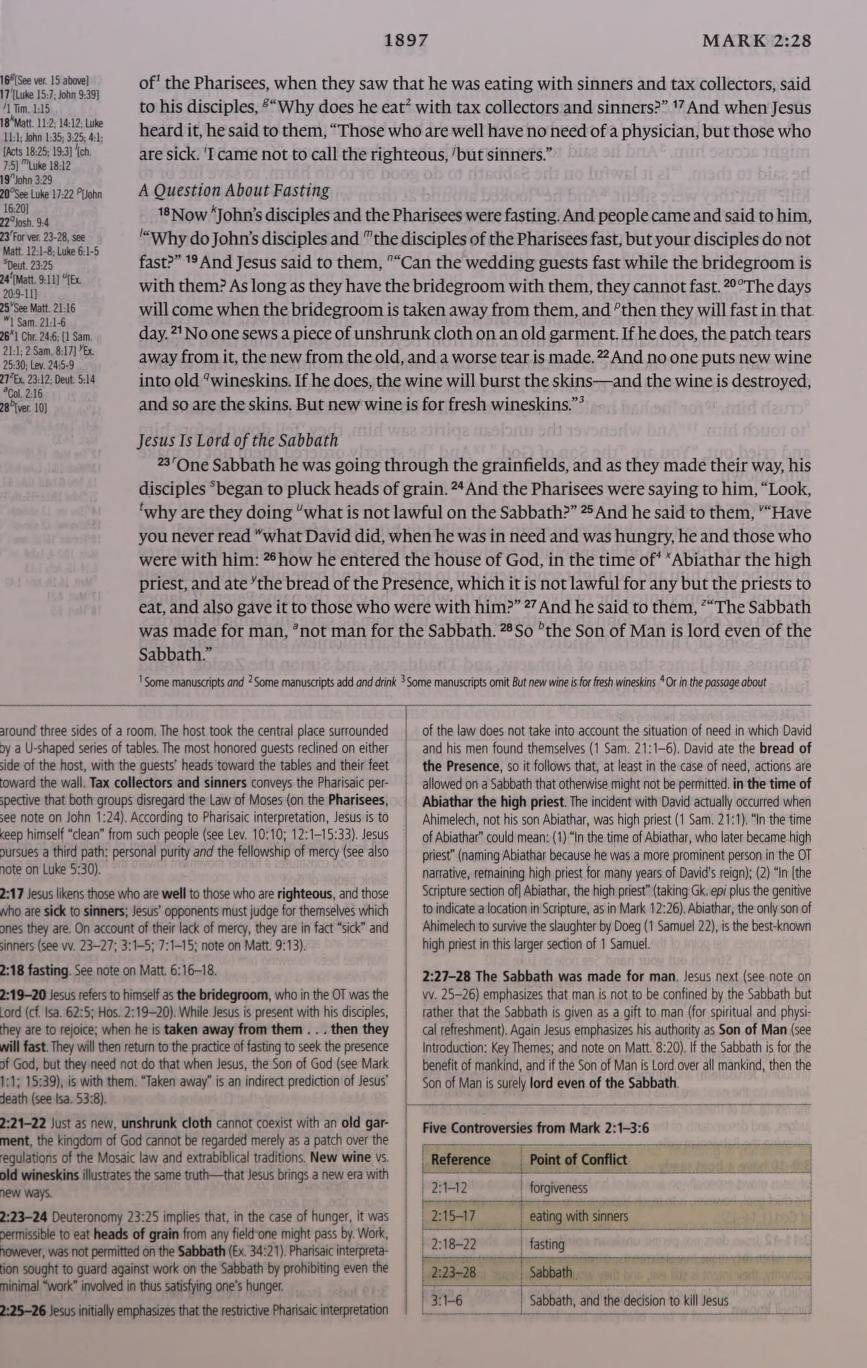 1897
MARK 2:28
16g[See ver. 15 above]
17i[Luke 15:7; John 9:39]
j1 Tim. 1:15
18kMatt. 11:2; 14:12; Luke
11:1; John 1:35; 3:25; 4:1;
[Acts 18:25; 19:3] l[ch.
7:5] mLuke 18:12
19nJohn 3:29
20oSee Luke 17:22 p[John
16:20]
22qJosh. 9:4
23rFor ver. 23-28, see
Matt. 12:1-8; Luke 6:1-5
sDeut. 23:25
24t[Matt. 9:11] u[Ex.
20:9-11]
25vSee Matt. 21:16
w1 Sam. 21:1-6
26x1 Chr. 24:6; [1 Sam.
21:1; 2 Sam. 8:17] yEx.
25:30; Lev. 24:5-9
27zEx. 23:12; Deut. 5:14
aCol. 2:16
28b[ver. 10]
of1 the Pharisees, when they saw that he was eating with sinners and tax collectors, said
to his disciples, g“Why does he eat2 with tax collectors and sinners?” 17 And when Jesus
heard it, he said to them, “Those who are well have no need of a physician, but those who
are sick. iI came not to call the righteous, jbut sinners.”
A Question About Fasting
18 Now kJohn’s disciples and the Pharisees were fasting. And people came and said to him,
l“Why do John’s disciples and mthe disciples of the Pharisees fast, but your disciples do not
fast?” 19 And Jesus said to them, n“Can the wedding guests fast while the bridegroom is
with them? As long as they have the bridegroom with them, they cannot fast. 20oThe days
will come when the bridegroom is taken away from them, and pthen they will fast in that
day. 21 No one sews a piece of unshrunk cloth on an old garment. If he does, the patch tears
away from it, the new from the old, and a worse tear is made. 22 And no one puts new wine
into old qwineskins. If he does, the wine will burst the skins—and the wine is destroyed,
and so are the skins. But new wine is for fresh wineskins.”3
Jesus Is Lord of the Sabbath
23rOne Sabbath he was going through the grainfields, and as they made their way, his
disciples sbegan to pluck heads of grain. 24 And the Pharisees were saying to him, “Look,
twhy are they doing uwhat is not lawful on the Sabbath?” 25 And he said to them, v“Have
you never read wwhat David did, when he was in need and was hungry, he and those who
were with him: 26 how he entered the house of God, in the time of4 xAbiathar the high
priest, and ate ythe bread of the Presence, which it is not lawful for any but the priests to
eat, and also gave it to those who were with him?” 27 And he said to them, z“The Sabbath
was made for man, anot man for the Sabbath. 28 So bthe Son of Man is lord even of the
Sabbath.”
1 Some manuscripts and 2 Some manuscripts add and drink 3 Some manuscripts omit But new wine is for fresh wineskins 4 Or in the passage about
around three sides of a room. The host took the central place surrounded
by a U-shaped series of tables. The most honored guests reclined on either
side of the host, with the guests’ heads toward the tables and their feet
toward the wall. Tax collectors and sinners conveys the Pharisaic per-
spective that both groups disregard the Law of Moses (on the Pharisees,
see note on John 1:24). According to Pharisaic interpretation, Jesus is to
keep himself “clean” from such people (see Lev. 10:10; 12:1–15:33). Jesus
pursues a third path: personal purity and the fellowship of mercy (see also
note on Luke 5:30).
2:17 Jesus likens those who are well to those who are righteous, and those
who are sick to sinners; Jesus’ opponents must judge for themselves which
ones they are. On account of their lack of mercy, they are in fact “sick” and
sinners (see vv. 23–27; 3:1–5; 7:1–15; note on Matt. 9:13).
2:18 fasting. See note on Matt. 6:16–18.
2:19–20 Jesus refers to himself as the bridegroom, who in the OT was the
Lord (cf. Isa. 62:5; Hos. 2:19–20). While Jesus is present with his disciples,
they are to rejoice; when he is taken away from them . . . then they
will fast. They will then return to the practice of fasting to seek the presence
of God, but they need not do that when Jesus, the Son of God (see Mark
1:1; 15:39), is with them. “Taken away” is an indirect prediction of Jesus’
death (see Isa. 53:8).
2:21–22 Just as new, unshrunk cloth cannot coexist with an old gar-
ment, the kingdom of God cannot be regarded merely as a patch over the
regulations of the Mosaic law and extrabiblical traditions. New wine vs.
old wineskins illustrates the same truth—that Jesus brings a new era with
new ways.
2:23–24 Deuteronomy 23:25 implies that, in the case of hunger, it was
permissible to eat heads of grain from any field one might pass by. Work,
however, was not permitted on the Sabbath (Ex. 34:21). Pharisaic interpreta-
tion sought to guard against work on the Sabbath by prohibiting even the
minimal “work” involved in thus satisfying one’s hunger.
2:25–26 Jesus initially emphasizes that the restrictive Pharisaic interpretation
of the law does not take into account the situation of need in which David
and his men found themselves (1 Sam. 21:1–6). David ate the bread of
the Presence, so it follows that, at least in the case of need, actions are
allowed on a Sabbath that otherwise might not be permitted. in the time of
Abiathar the high priest. The incident with David actually occurred when
Ahimelech, not his son Abiathar, was high priest (1 Sam. 21:1). “In the time
of Abiathar” could mean: (1) “In the time of Abiathar, who later became high
priest” (naming Abiathar because he was a more prominent person in the OT
narrative, remaining high priest for many years of David’s reign); (2) “In [the
Scripture section of] Abiathar, the high priest” (taking Gk. epi plus the genitive
to indicate a location in Scripture, as in Mark 12:26). Abiathar, the only son of
Ahimelech to survive the slaughter by Doeg (1 Samuel 22), is the best-known
high priest in this larger section of 1 Samuel.
2:27–28 The Sabbath was made for man. Jesus next (see note on
vv. 25–26) emphasizes that man is not to be confined by the Sabbath but
rather that the Sabbath is given as a gift to man (for spiritual and physi-
cal refreshment). Again Jesus emphasizes his authority as Son of Man (see
Introduction: Key Themes; and note on Matt. 8:20). If the Sabbath is for the
benefit of mankind, and if the Son of Man is Lord over all mankind, then the
Son of Man is surely lord even of the Sabbath.
Five Controversies from Mark 2:1–3:6
Reference Point of Conflict
2:1–12 forgiveness
2:15–17 eating with sinners
2:18–22 fasting
2:23–28 Sabbath
3:1–6 Sabbath, and the decision to kill Jesus